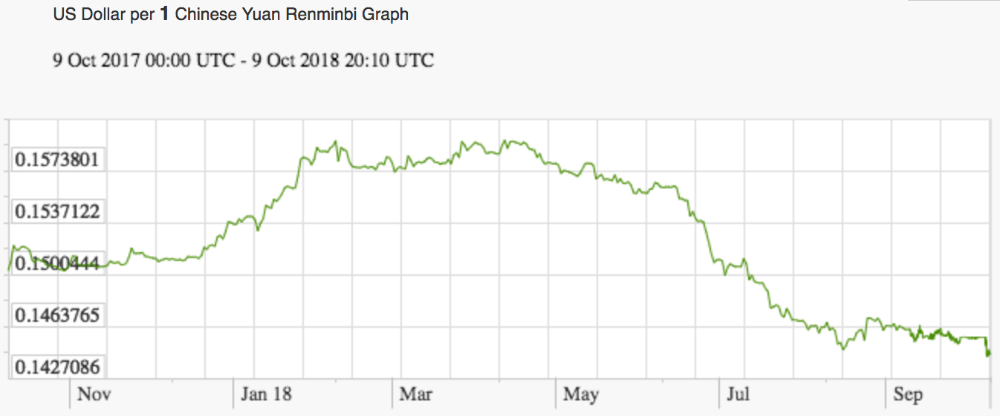 US Dollar per 1 Chinese Yuan Renminbi Graph
9 Oct 2017 00:00 UTC - 9 Oct 2018 20:10 UTC
0.1573801
0.1537122
0.1500444
0.1463765
0.1427086
Nov Jan 18 Mar May Jul Sep